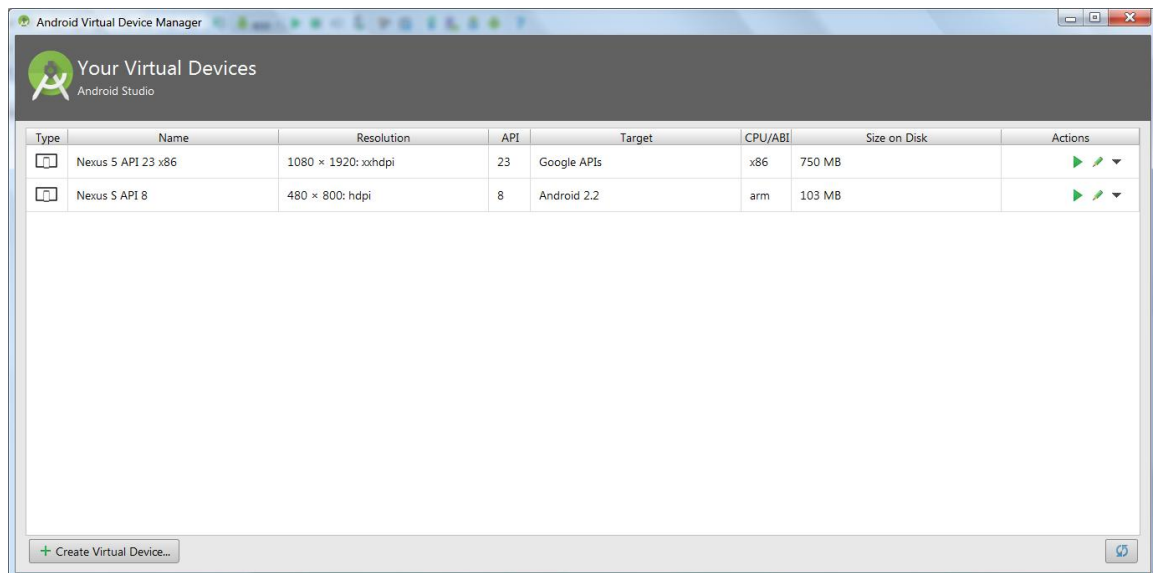 Android Virtual Device Manager
Your Virtual Devices
Android Studio
Type Name Resolution API Target CPU/ABI Size on Disk Actions
Nexus 5 API 23 x86 1080 × 1920: xxhdpi 23 Google APIs x86 750 MB
Nexus S API 8 480 × 800: hdpi 8 Android 2.2 arm 103 MB
+ Create Virtual Device...